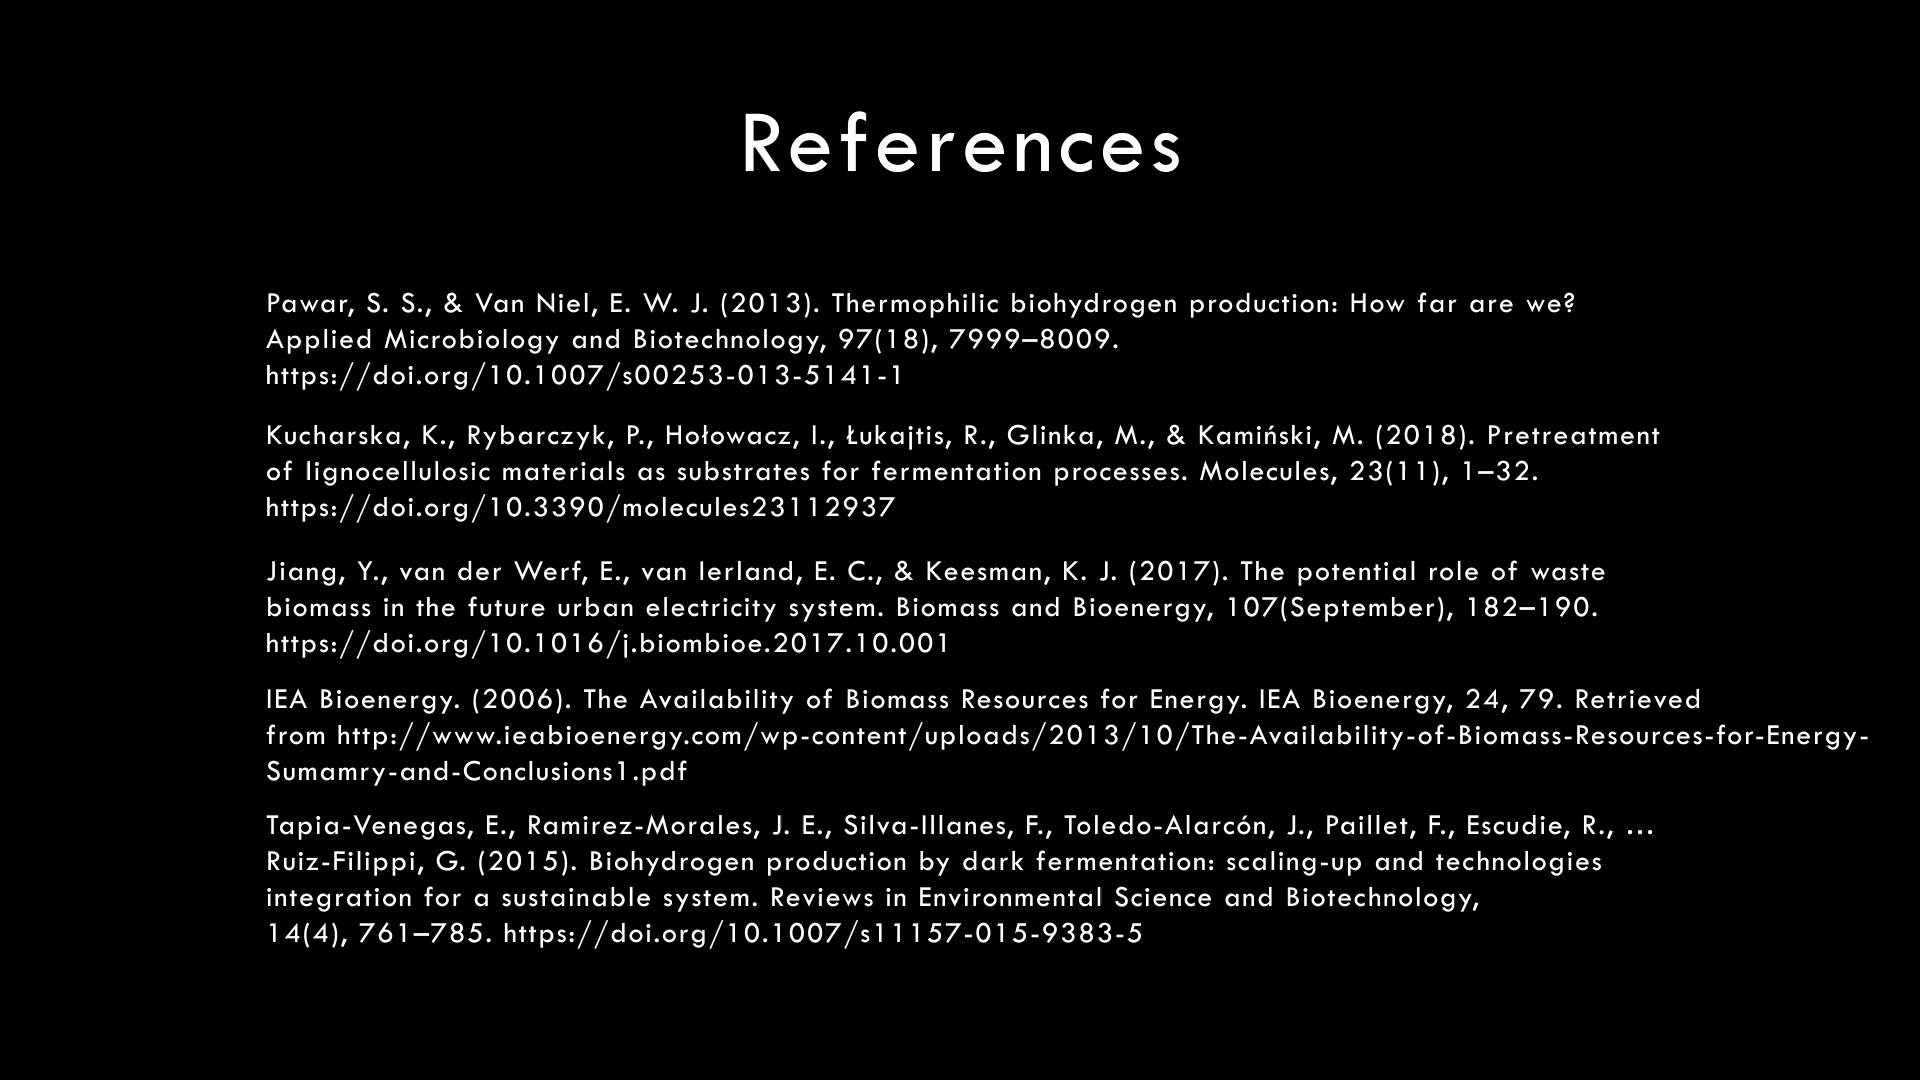 References
Pawar, S. S., & Van Niel, E. W. J. (2013). Thermophilic biohydrogen production: How far are we?
Applied Microbiology and Biotechnology, 97(18), 7999–8009.
https://doi.org/10.1007/s00253-013-5141-1
Kucharska, K., Rybarczyk, P., Hołowacz, I., Łukajtis, R., Glinka, M., & Kamiński, M. (2018). Pretreatment
of lignocellulosic materials as substrates for fermentation processes. Molecules, 23(11), 1–32.
https://doi.org/10.3390/molecules23112937
Jiang, Y., van der Werf, E., van Ierland, E. C., & Keesman, K. J. (2017). The potential role of waste
biomass in the future urban electricity system. Biomass and Bioenergy, 107(September), 182–190.
https://doi.org/10.1016/j.biombioe.2017.10.001
IEA Bioenergy. (2006). The Availability of Biomass Resources for Energy. IEA Bioenergy, 24, 79. Retrieved
from http://www.ieabioenergy.com/wp-content/uploads/2013/10/The-Availability-of-Biomass-Resources-for-Energy-
Sumamry-and-Conclusions1.pdf
Tapia-Venegas, E., Ramirez-Morales, J. E., Silva-Illanes, F., Toledo-Alarcón, J., Paillet, F., Escudie, R., …
Ruiz-Filippi, G. (2015). Biohydrogen production by dark fermentation: scaling-up and technologies
integration for a sustainable system. Reviews in Environmental Science and Biotechnology,
14(4), 761–785. https://doi.org/10.1007/s11157-015-9383-5